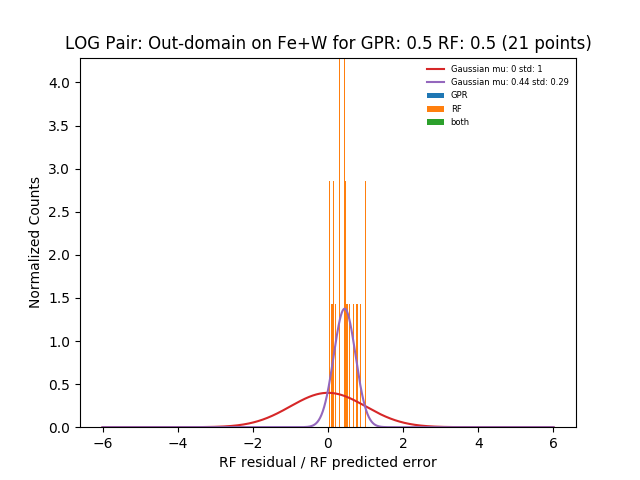 LOG Pair: Out-domain on Fe+W for GPR: 0.5 RF: 0.5 (21 points)
Gaussian mu: 0 std: 1
Gaussian mu: 0.44 std: 0.29
GPR
RF
both
4.0
3.5
3.0
2.5
2.0
1.5
1.0
0.5
0.0
Normalized Counts
−6 −4 −2 0 2 4 6
RF residual / RF predicted error